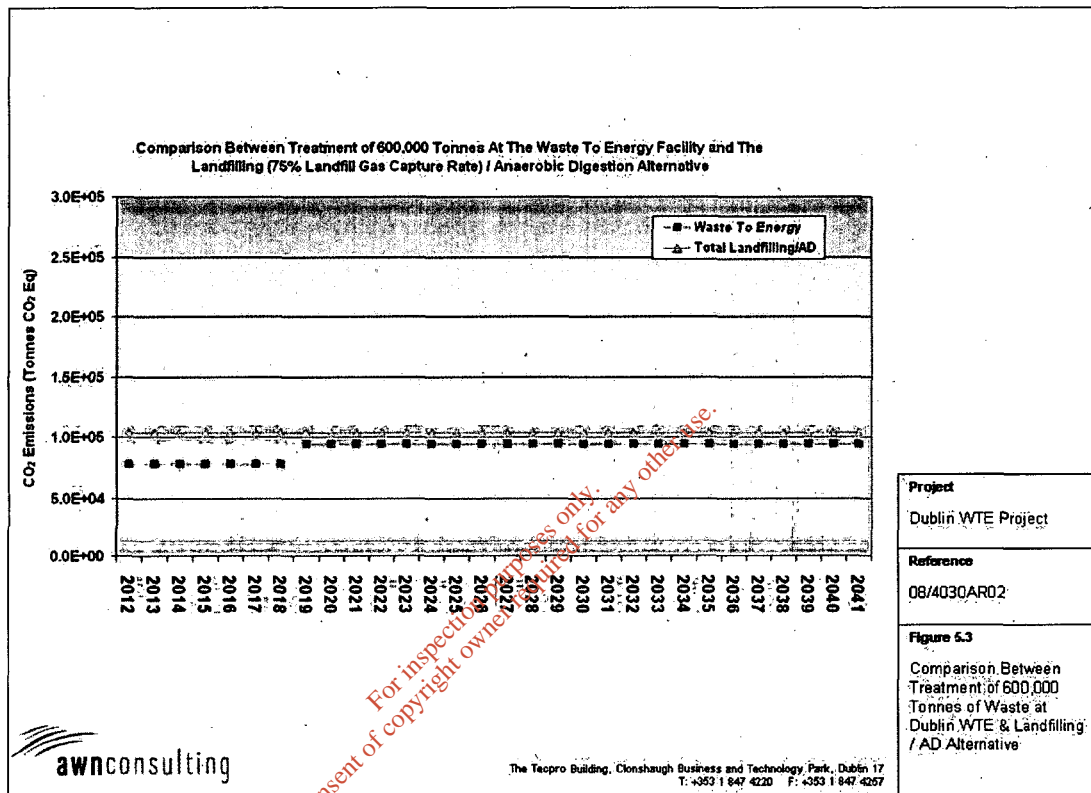 Comparison Between Treatment of 600,000 Tonnes At The Waste To Energy Facility and The
Landfilling (75% Landfill Gas Capture Rate) / Anaerobic Digestion Alternative
CO₂ Emissions (Tonnes CO₂ Eq)
3.0E+05
2.5E+05
2.0E+05
1.5E+05
1.0E+05
5.0E+04
0.0E+00
Waste To Energy
Total Landfilling/AD
2012 2013 2014 2015 2016 2017 2018 2019 2020 2021 2022 2023 2024 2025 2026 2027 2028 2029 2030 2031 2032 2033 2034 2035 2036 2037 2038 2039 2040 2041
For inspection purposes only.
nsent of copyright owner required for any other use.
Project
Dublin WTE Project
Reference
08/4030AR02
Figure 5.3
Comparison Between
Treatment of 600,000
Tonnes of Waste at
Dublin WTE & Landfilling
/ AD Alternative
awnconsulting
The Tecpro Building, Clonshaugh Business and Technology Park, Dublin 17
T: +353 1 847 4220 F: +353 1 847 4257